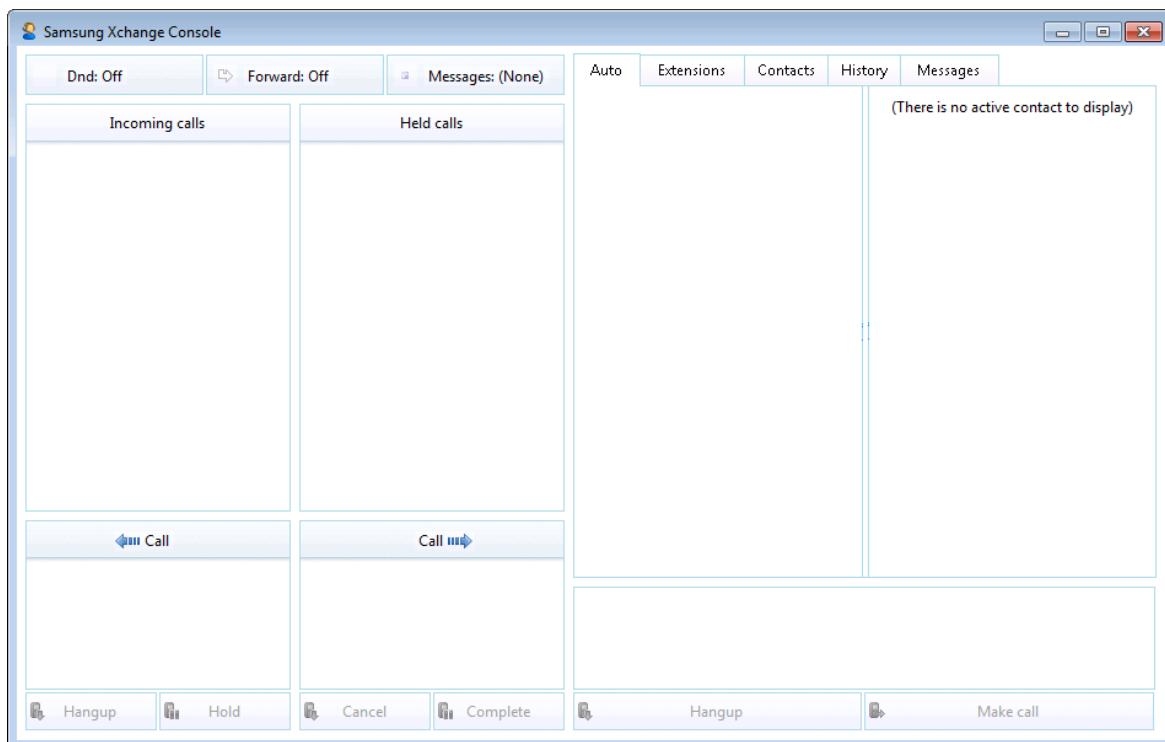 Samsung Xchange Console
Dnd: Off
Forward: Off
Messages: (None)
Auto
Extensions
Contacts
History
Messages
(There is no active contact to display)
Incoming calls
Held calls
Call
Call
Hangup
Hold
Cancel
Complete
Hangup
Make call